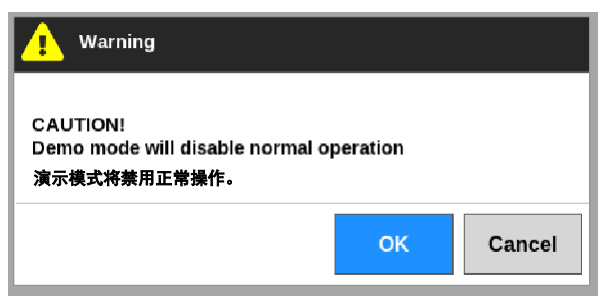 Warning
CAUTION!
Demo mode will disable normal operation
演示模式将禁用正常操作。
OK
Cancel